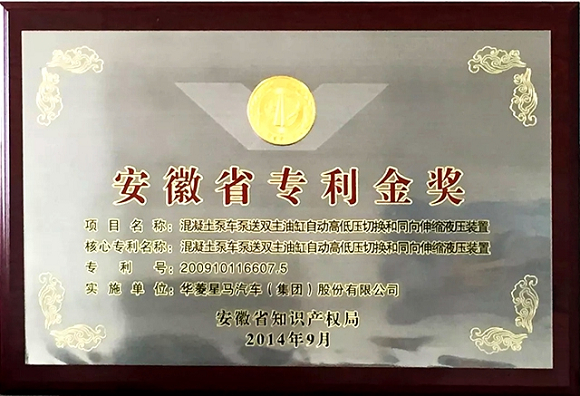 安徽省专利金奖
项目名称：混凝土泵车泵送双主油缸自动高低压切换和同向伸缩液压装置
核心专利名称：混凝土泵车泵送双主油缸自动高低压切换和同向伸缩液压装置
专利号：200910116607.5
实施单位：华菱星马汽车（集团）股份有限公司
安徽省知识产权局
2014年9月